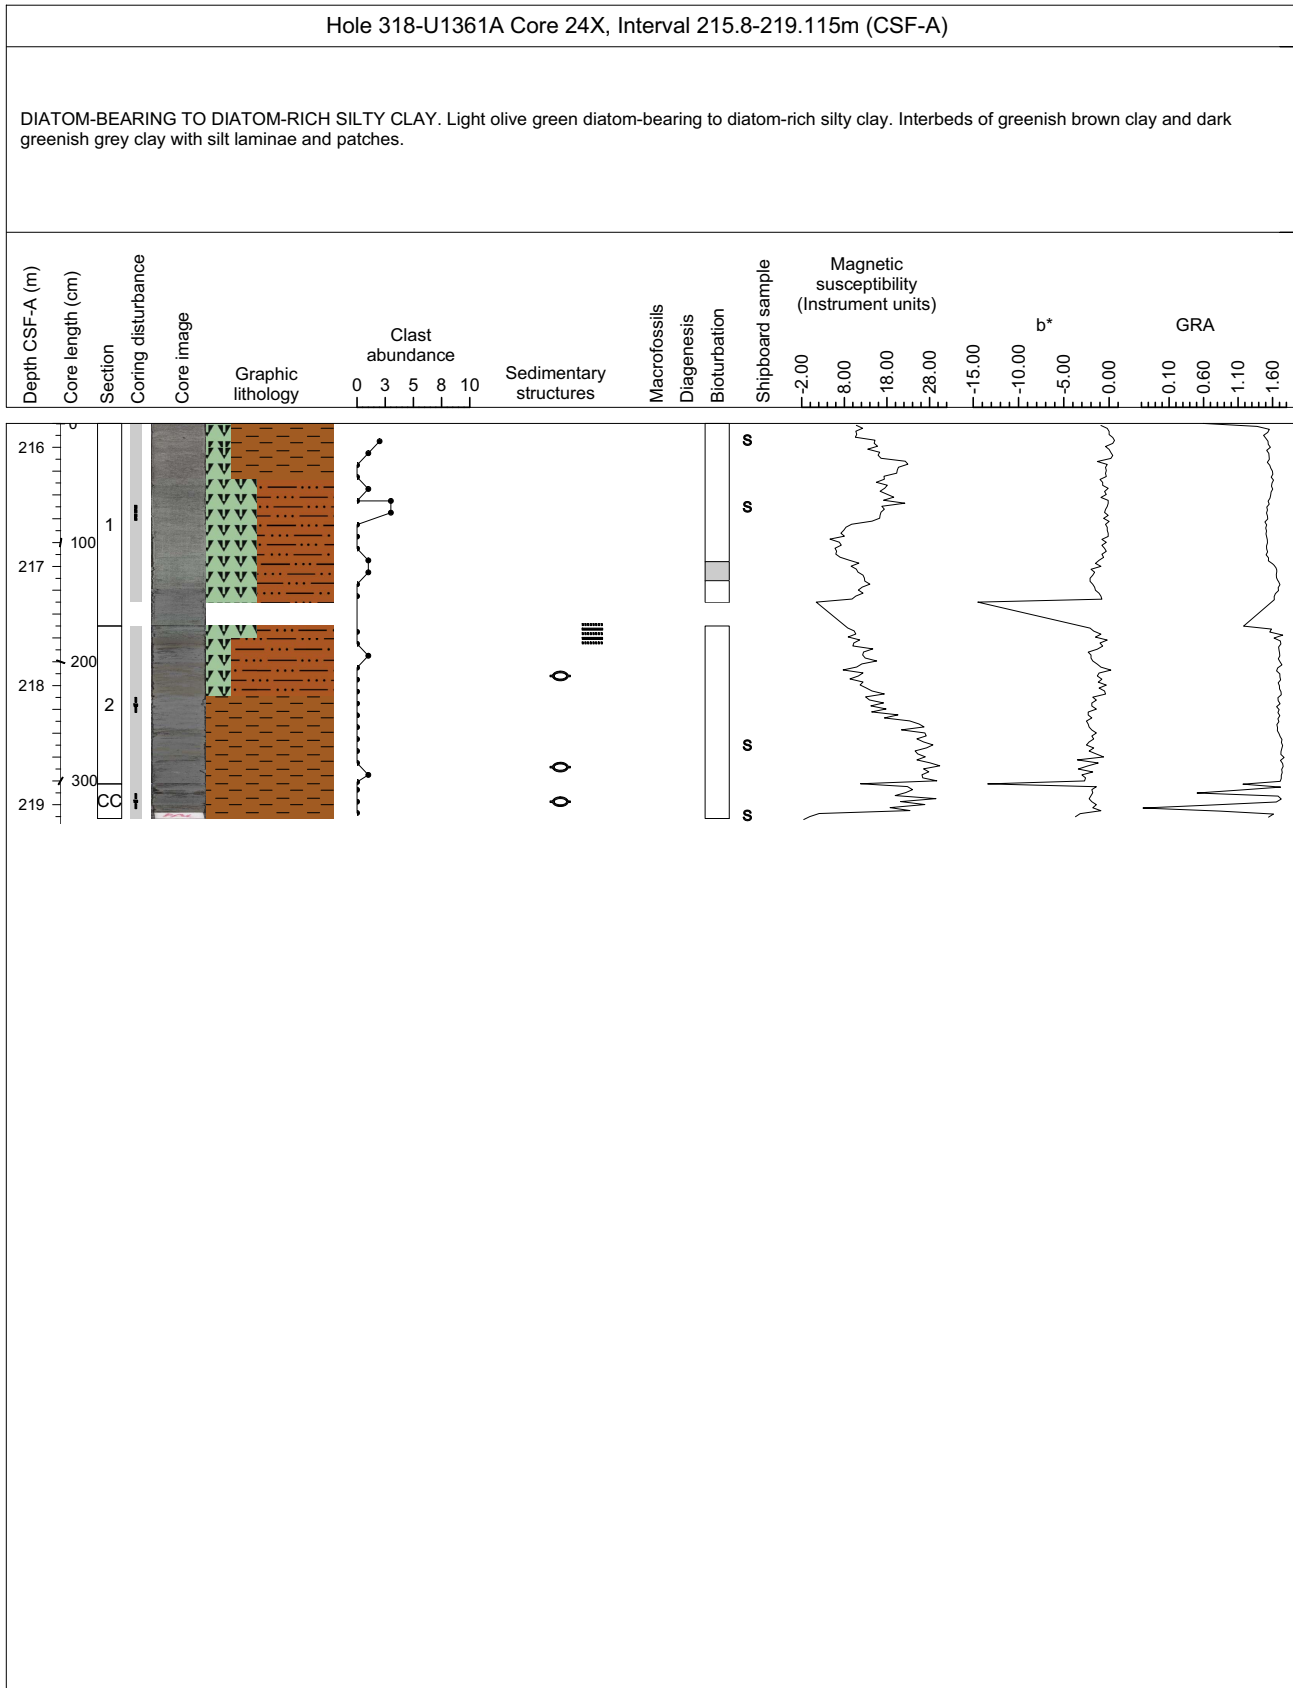 Hole 318-U1361A Core 24X, Interval 215.8-219.115m (CSF-A)
DIATOM-BEARING TO DIATOM-RICH SILTY CLAY. Light olive green diatom-bearing to diatom-rich silty clay. Interbeds of greenish brown clay and dark
greenish grey clay with silt laminae and patches.
Depth CSF-A (m)
Core length (cm)
Section
Coring disturbance
Core image
Graphic
lithology
Clast
abundance
0 3 5 8 10
Sedimentary
structures
Macrofossils
Diagenesis
Bioturbation
Shipboard sample
Magnetic
susceptibility
(Instrument units)
-2.00 8.00 18.00 28.00
b*
-15.00 -10.00 -5.00 0.00
GRA
0.10 0.60 1.10 1.60
0
216
S
S
1
100
217
200
218
2
S
300
219
CC
S